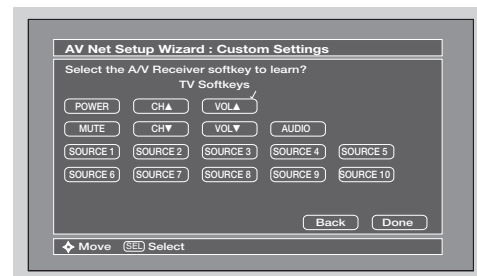 AV Net Setup Wizard : Custom Settings
Select the A/V Receiver softkey to learn?
TV Softkeys
POWER CH▲ VOL▲
MUTE CH▼ VOL▼ AUDIO
SOURCE 1 SOURCE 2 SOURCE 3 SOURCE 4 SOURCE 5
SOURCE 6 SOURCE 7 SOURCE 8 SOURCE 9 SOURCE 10
Back Done
Move SEL Select